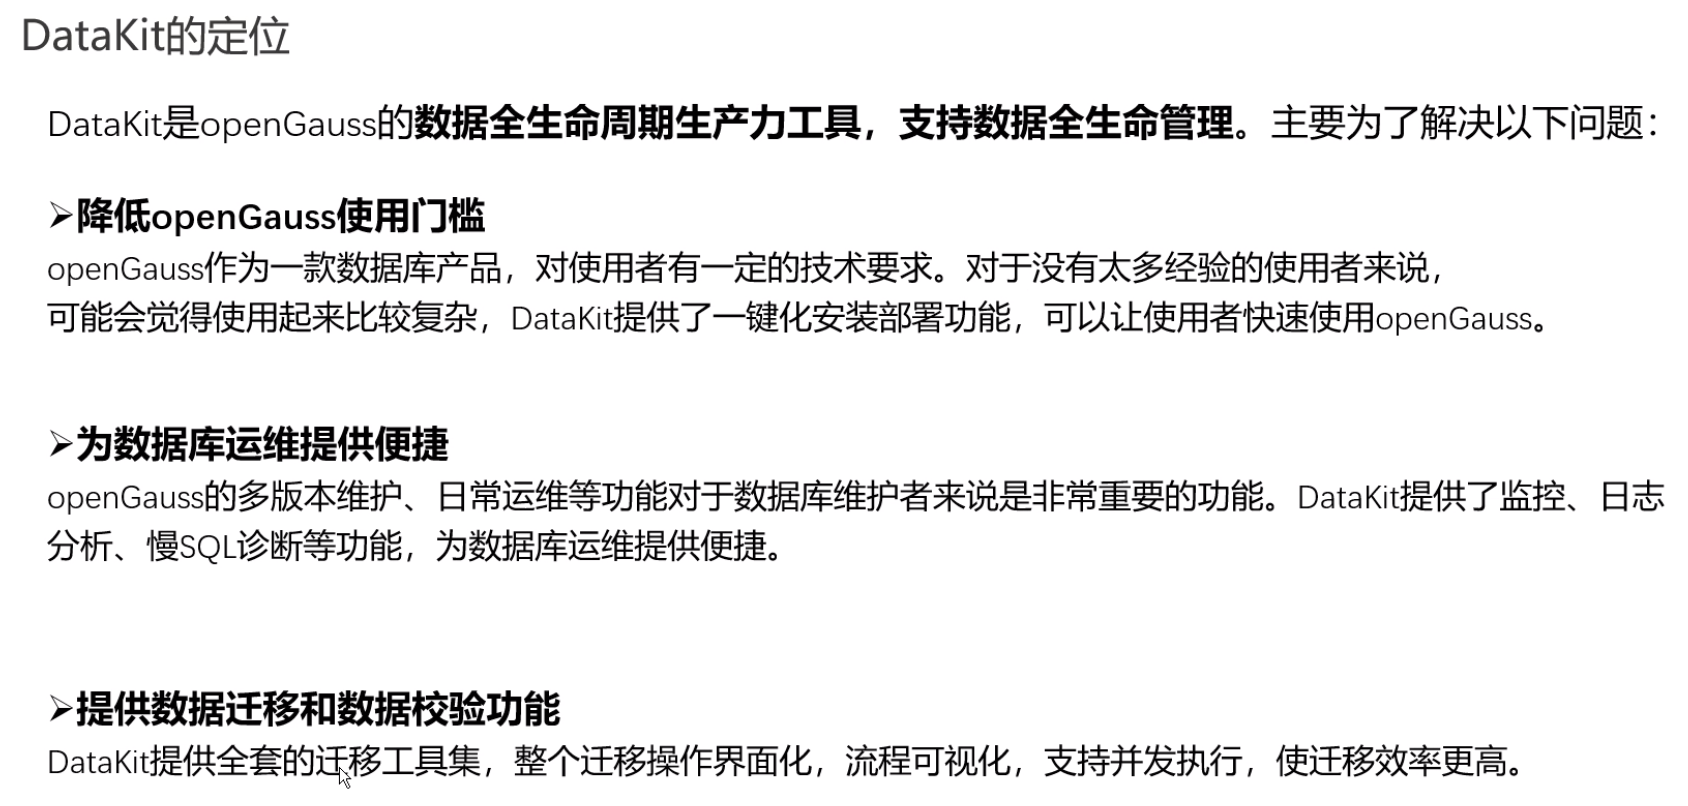 DataKit的定位
DataKit是openGauss的数据全生命周期生产力工具，支持数据全生命管理。主要为了解决以下问题：
➢降低openGauss使用门槛
openGauss作为一款数据库产品，对使用者有一定的技术要求。对于没有太多经验的使用者来说，
可能会觉得使用起来比较复杂，DataKit提供了一键化安装部署功能，可以让使用者快速使用openGauss。
➢为数据库运维提供便捷
openGauss的多版本维护、日常运维等功能对于数据库维护者来说是非常重要的功能。DataKit提供了监控、日志
分析、慢SQL诊断等功能，为数据库运维提供便捷。
➢提供数据迁移和数据校验功能
DataKit提供全套的迁移工具集，整个迁移操作界面化，流程可视化，支持并发执行，使迁移效率更高。